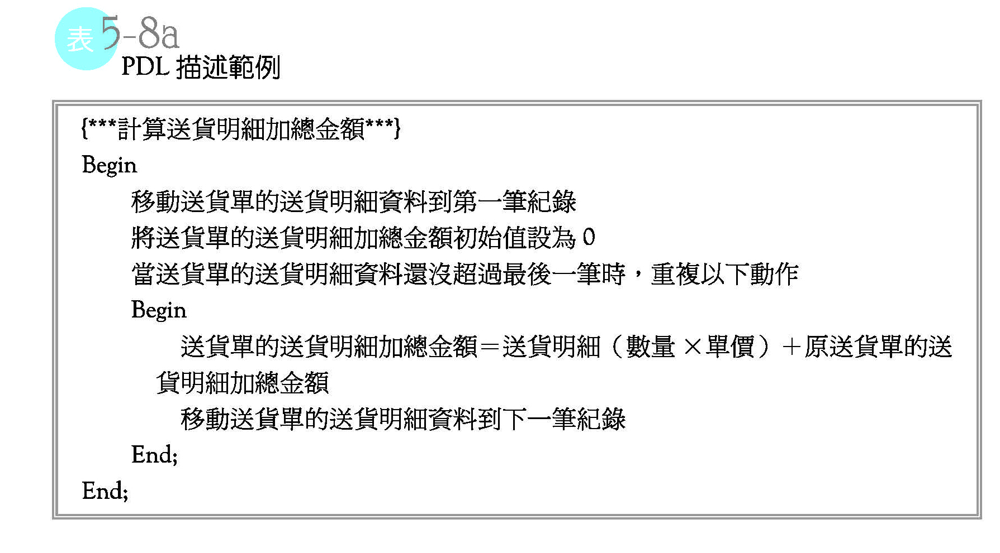 表 5-8a
PDL 描述範例
{***計算送貨明細加總金額***}
Begin
移動送貨單的送貨明細資料到第一筆紀錄
將送貨單的送貨明細加總金額初始值設為 0
當送貨單的送貨明細資料還沒超過最後一筆時，重複以下動作
Begin
送貨單的送貨明細加總金額＝送貨明細（數量 ×單價）＋原送貨單的送
貨明細加總金額
移動送貨單的送貨明細資料到下一筆紀錄
End;
End;